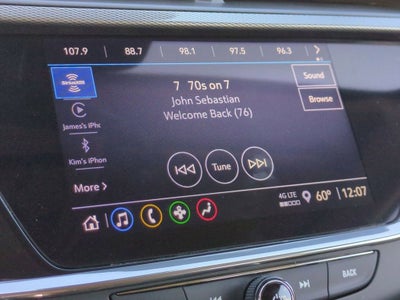 107.9 88.7 98.1 97.5 96.3
siriusxm
7 70s on 7
Sound
John Sebastian
Browse
Welcome Back (76)
James's iPho
Kim's iPhon
Tune
More
4G LTE
60° 12:07
BACK